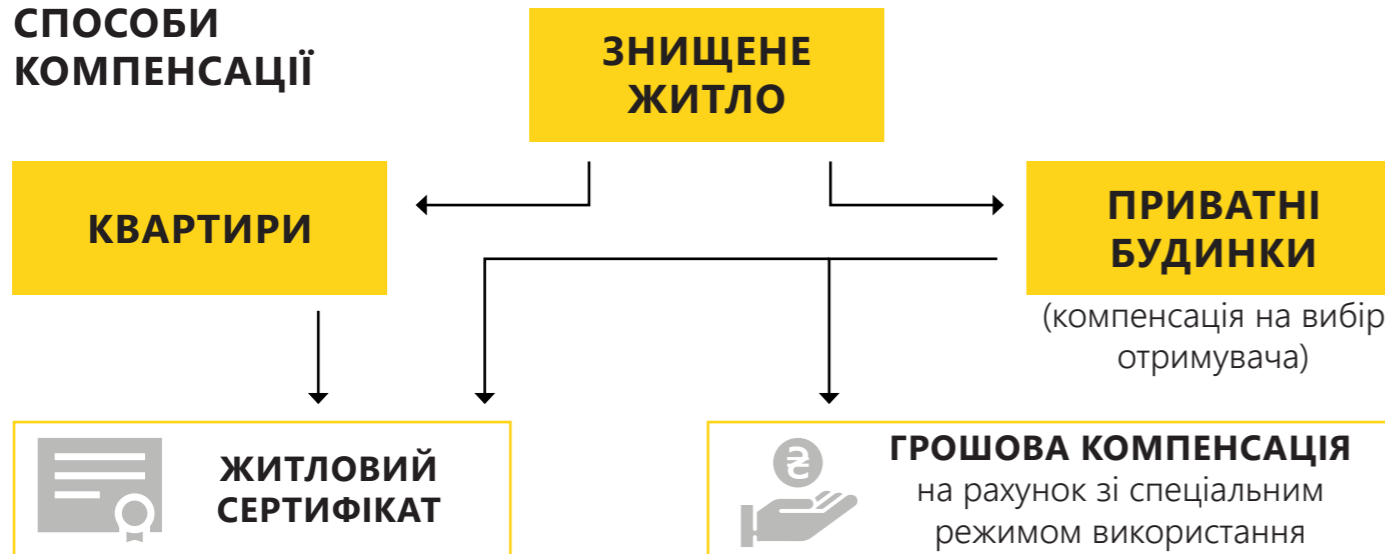 СПОСОБИ
КОМПЕНСАЦІЇ
ЗНИЩЕНЕ
ЖИТЛО
КВАРТИРИ
ПРИВАТНІ
БУДИНКИ
(компенсація на вибір
отримувача)
ЖИТЛОВИЙ
СЕРТИФІКАТ
₴
ГРОШОВА КОМПЕНСАЦІЯ
на рахунок зі спеціальним
режимом використання